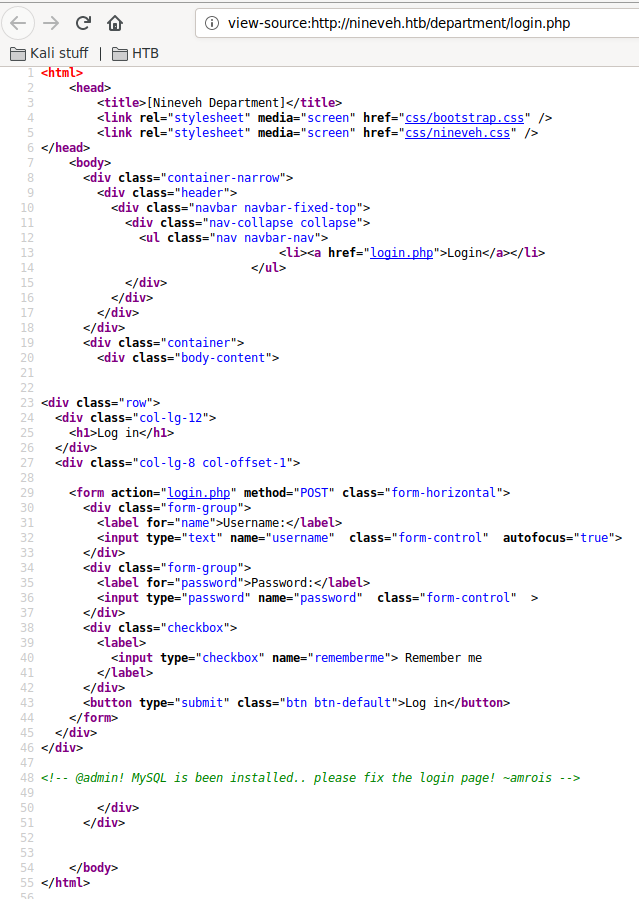 view-source:http://nineveh.htb/department/login.php
Kali stuff | HTB
1 <html>
2 <head>
3 <title>[Nineveh Department]</title>
4 <link rel="stylesheet" media="screen" href="css/bootstrap.css" />
5 <link rel="stylesheet" media="screen" href="css/nineveh.css" />
6 </head>
7 <body>
8 <div class="container-narrow">
9 <div class="header">
10 <div class="navbar navbar-fixed-top">
11 <div class="nav-collapse collapse">
12 <ul class="nav navbar-nav">
13 <li><a href="login.php">Login</a></li>
14 </ul>
15 </div>
16 </div>
17 </div>
18 </div>
19 <div class="container">
20 <div class="body-content">
21
22
23 <div class="row">
24 <div class="col-lg-12">
25 <h1>Log in</h1>
26 </div>
27 <div class="col-lg-8 col-offset-1">
28
29 <form action="login.php" method="POST" class="form-horizontal">
30 <div class="form-group">
31 <label for="name">Username:</label>
32 <input type="text" name="username" class="form-control" autofocus="true">
33 </div>
34 <div class="form-group">
35 <label for="password">Password:</label>
36 <input type="password" name="password" class="form-control" >
37 </div>
38 <div class="checkbox">
39 <label>
40 <input type="checkbox" name="rememberme"> Remember me
41 </label>
42 </div>
43 <button type="submit" class="btn btn-default">Log in</button>
44 </form>
45 </div>
46 </div>
47
48 <!-- @admin! MySQL is been installed.. please fix the login page! ~amrois -->
49
50 </div>
51 </div>
52
53
54 </body>
55 </html>
56